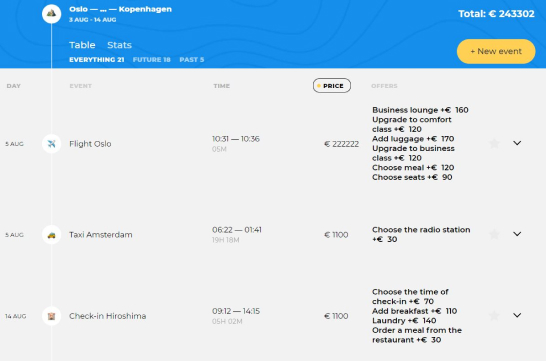 Oslo — ... — Kopenhagen
3 AUG - 14 AUG
Total: € 243302
Table Stats
EVERYTHING 21 FUTURE 18 PAST 3
+ New event
DAY EVENT TIME PRICE OFFERS
5 AUG Flight Oslo 10:31 — 10:36 € 222222
05M
Business lounge +€ 160
Upgrade to comfort
class +€ 120
Add luggage +€ 170
Upgrade to business
class +€ 120
Choose meal +€ 120
Choose seats +€ 90
5 AUG Taxi Amsterdam 06:22 — 01:41 € 1100
19H 18M
Choose the radio station
+€ 30
14 AUG Check-in Hiroshima 09:12 — 14:15 € 1100
05H 02M
Choose the time of
check-in +€ 70
Add breakfast +€ 110
Laundry +€ 140
Order a meal from the
restaurant +€ 30